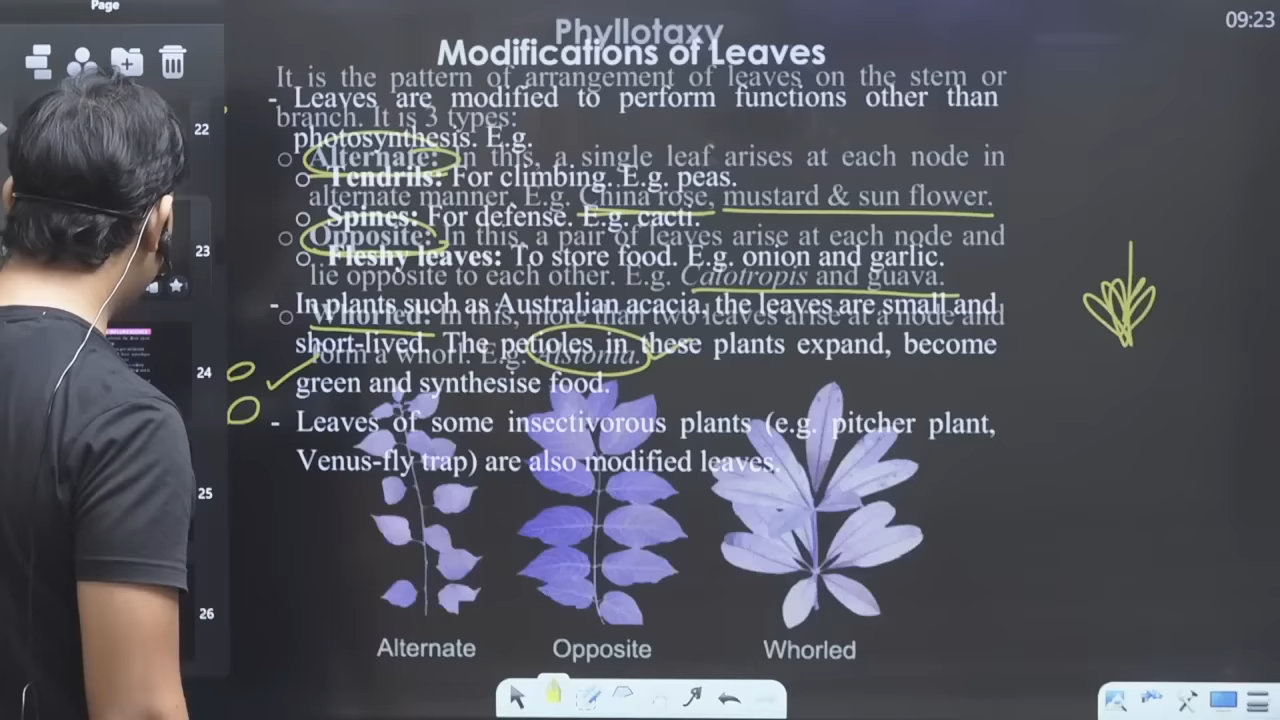 Page
09:23
Phyllotaxy
Modifications of Leaves
It is the pattern of arrangement of leaves on the stem or
- Leaves are modified to perform functions other than
branch. It is 3 types:
photosynthesis. E.g.
22
o Alternate: In this, a single leaf arises at each node in
o Tendrils: For climbing. E.g. peas.
alternate manner. E.g. China rose, mustard & sun flower.
o Spines: For defense. E.g. cacti.
o Opposite: In this, a pair of leaves arise at each node and
23
o Fleshy leaves: To store food. E.g. onion and garlic.
lie opposite to each other. E.g. Calotropis and guava.
- In plants such as Australian acacia, the leaves are small and
o Whorled: In this, more than two leaves arise at a node and
short-lived. The petioles in these plants expand, become
form a whorl. E.g. Alstonia.
24
green and synthesise food.
- Leaves of some insectivorous plants (e.g. pitcher plant,
Venus-fly trap) are also modified leaves.
25
26
Alternate Opposite Whorled